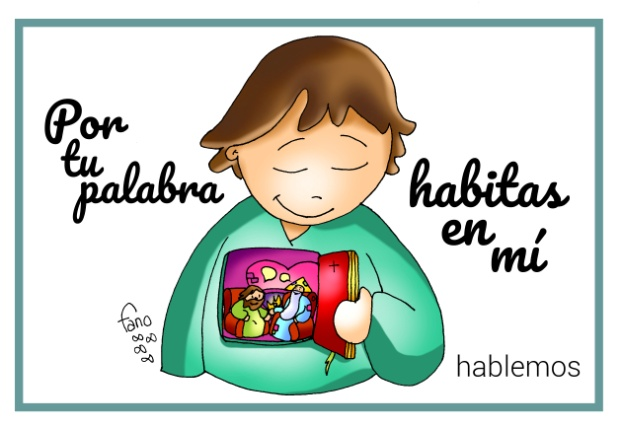 Por
tu
palabra
habitas
en
mí
fano
hablemos